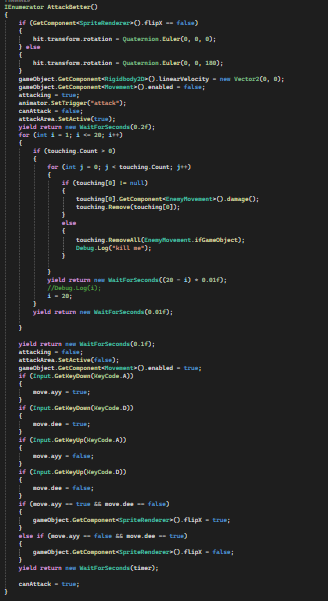 IEnumerator AttackBetter()
{
if (GetComponent<SpriteRenderer>().flipX == false)
{
hit.transform.rotation = Quaternion.Euler(0, 0, 0);
} else
{
hit.transform.rotation = Quaternion.Euler(0, 0, 180);
}
gameObject.GetComponent<Rigidbody2D>().linearVelocity = new Vector2(0, 0);
gameObject.GetComponent<Movement>().enabled = false;
attacking = true;
animator.SetTrigger("attack");
canAttack = false;
attackArea.SetActive(true);
yield return new WaitForSeconds(0.2f);
for (int i = 1; i <= 20; i++)
{
if (touching.Count > 0)
{
for (int j = 0; j < touching.Count; j++)
{
if (touching[0] != null)
{
touching[0].GetComponent<EnemyMovement>().damage();
touching.Remove(touching[0]);
}
else
{
touching.RemoveAll(EnemyMovement.ifGameObject);
Debug.Log("kill me");
}
}
yield return new WaitForSeconds((20 - i) * 0.01f);
//Debug.Log(i);
i = 20;
}
yield return new WaitForSeconds(0.01f);
}
yield return new WaitForSeconds(0.1f);
attacking = false;
attackArea.SetActive(false);
gameObject.GetComponent<Movement>().enabled = true;
if (Input.GetKeyDown(KeyCode.A))
{
move.ayy = true;
}
if (Input.GetKeyDown(KeyCode.D))
{
move.dee = true;
}
if (Input.GetKeyUp(KeyCode.A))
{
move.ayy = false;
}
if (Input.GetKeyUp(KeyCode.D))
{
move.dee = false;
}
if (move.ayy == true && move.dee == false)
{
gameObject.GetComponent<SpriteRenderer>().flipX = true;
}
else if (move.ayy == false && move.dee == true)
{
gameObject.GetComponent<SpriteRenderer>().flipX = false;
}
yield return new WaitForSeconds(timer);
canAttack = true;
}